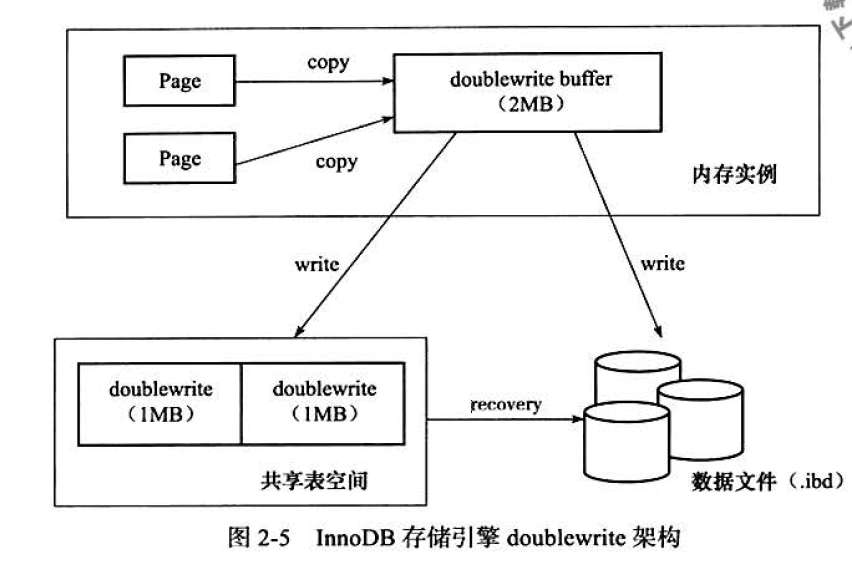 Page
copy
doublewrite buffer
（2MB）
Page
copy
内存实例
write
write
doublewrite
（1MB）
doublewrite
（1MB）
recovery
共享表空间
数据文件（.ibd）
图 2-5 InnoDB 存储引擎 doublewrite 架构